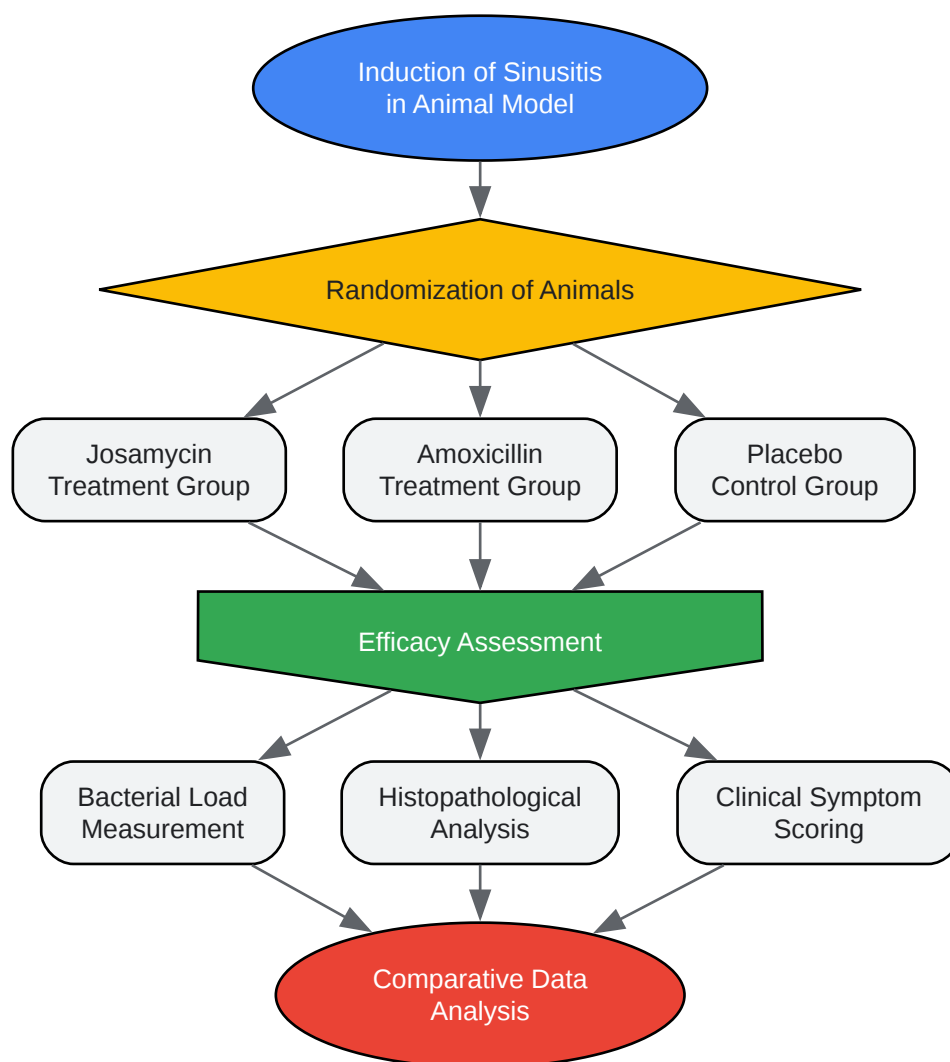 Induction of Sinusitis
in Animal Model
Randomization of Animals
Josamycin
Treatment Group
Amoxicillin
Treatment Group
Placebo
Control Group
Efficacy Assessment
Bacterial Load
Measurement
Histopathological
Analysis
Clinical Symptom
Scoring
Comparative Data
Analysis